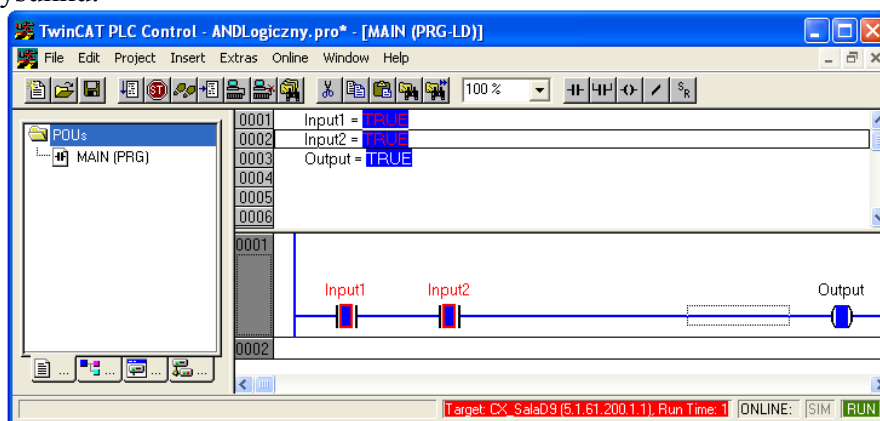 TwinCAT PLC Control - ANDLogiczny.pro* - [MAIN (PRG-LD)]
File Edit Project Insert Extras Online Window Help
100 %
POUs
MAIN (PRG)
0001 Input1 = TRUE
0002 Input2 = TRUE
0003 Output = TRUE
0004
0005
0006
0001
Input1 Input2 Output
0002
... ... ... ...
Target: CX_SalaD9 (5.1.61.200.1.1), Run Time: 1 ONLINE: SIM RUN